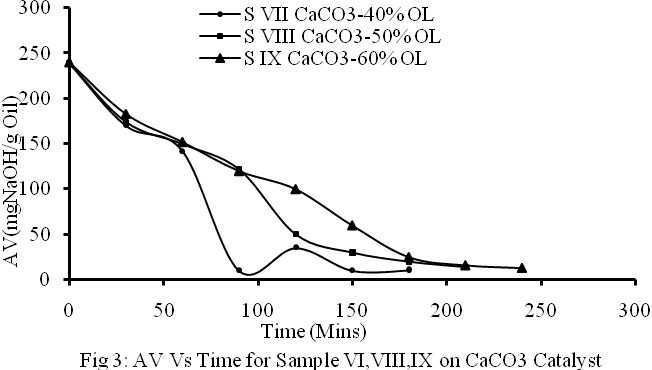 300
250
200
150
100
50
0
AV(mgNaOH/g Oil)
S VII CaCO3-40%OL
S VIII CaCO3-50%OL
S IX CaCO3-60%OL
0 50 100 150 200 250 300
Time (Mins)
Fig 3: AV Vs Time for Sample VI,VIII,IX on CaCO3 Catalyst